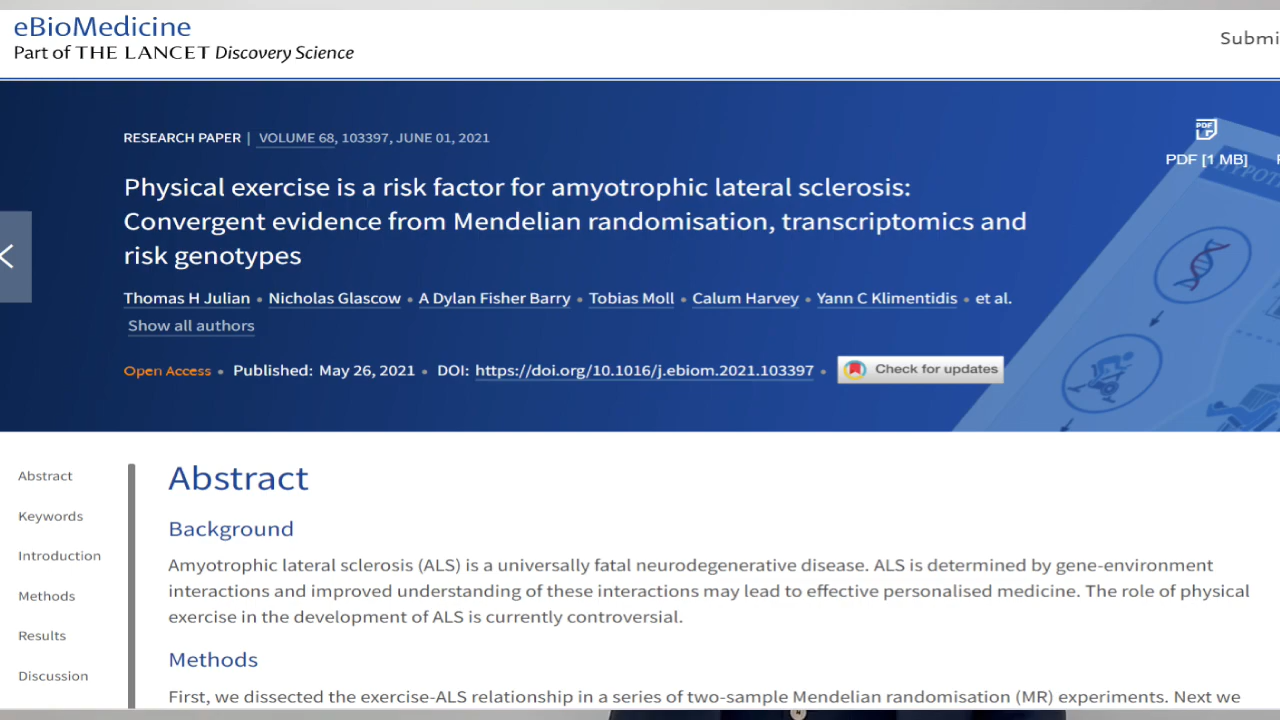 eBioMedicine
Part of THE LANCET Discovery Science
Submi
RESEARCH PAPER | VOLUME 68, 103397, JUNE 01, 2021
PDF
PDF [1 MB]
Physical exercise is a risk factor for amyotrophic lateral sclerosis:
Convergent evidence from Mendelian randomisation, transcriptomics and
risk genotypes
Thomas H Julian • Nicholas Glascow • A Dylan Fisher Barry • Tobias Moll • Calum Harvey • Yann C Klimentidis • et al.
Show all authors
Open Access • Published: May 26, 2021 • DOI: https://doi.org/10.1016/j.ebiom.2021.103397 •
Check for updates
Abstract
Keywords
Introduction
Methods
Results
Discussion
Abstract
Background
Amyotrophic lateral sclerosis (ALS) is a universally fatal neurodegenerative disease. ALS is determined by gene-environment
interactions and improved understanding of these interactions may lead to effective personalised medicine. The role of physical
exercise in the development of ALS is currently controversial.
Methods
First, we dissected the exercise-ALS relationship in a series of two-sample Mendelian randomisation (MR) experiments. Next we